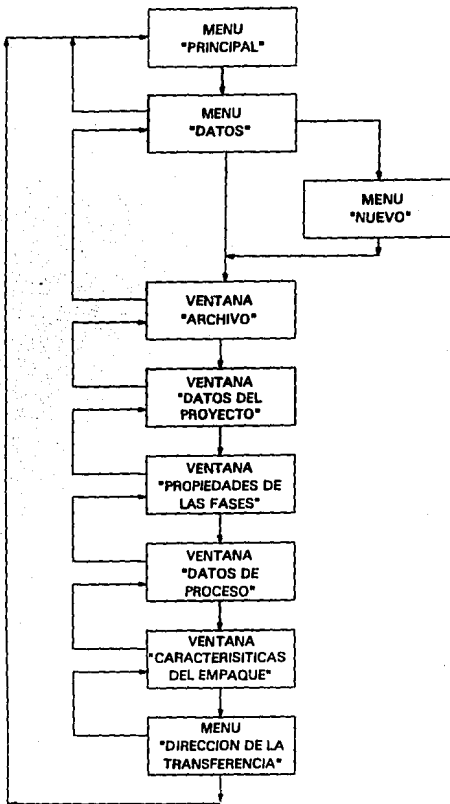 MENU
"PRINCIPAL"
MENU
"DATOS"
MENU
"NUEVO"
VENTANA
"ARCHIVO"
VENTANA
"DATOS DEL
PROYECTO"
VENTANA
"PROPIEDADES DE
LAS FASES"
VENTANA
"DATOS DE
PROCESO"
VENTANA
"CARACTERISITICAS
DEL EMPAQUE"
MENU
"DIRECCION DE LA
TRANSFERENCIA"